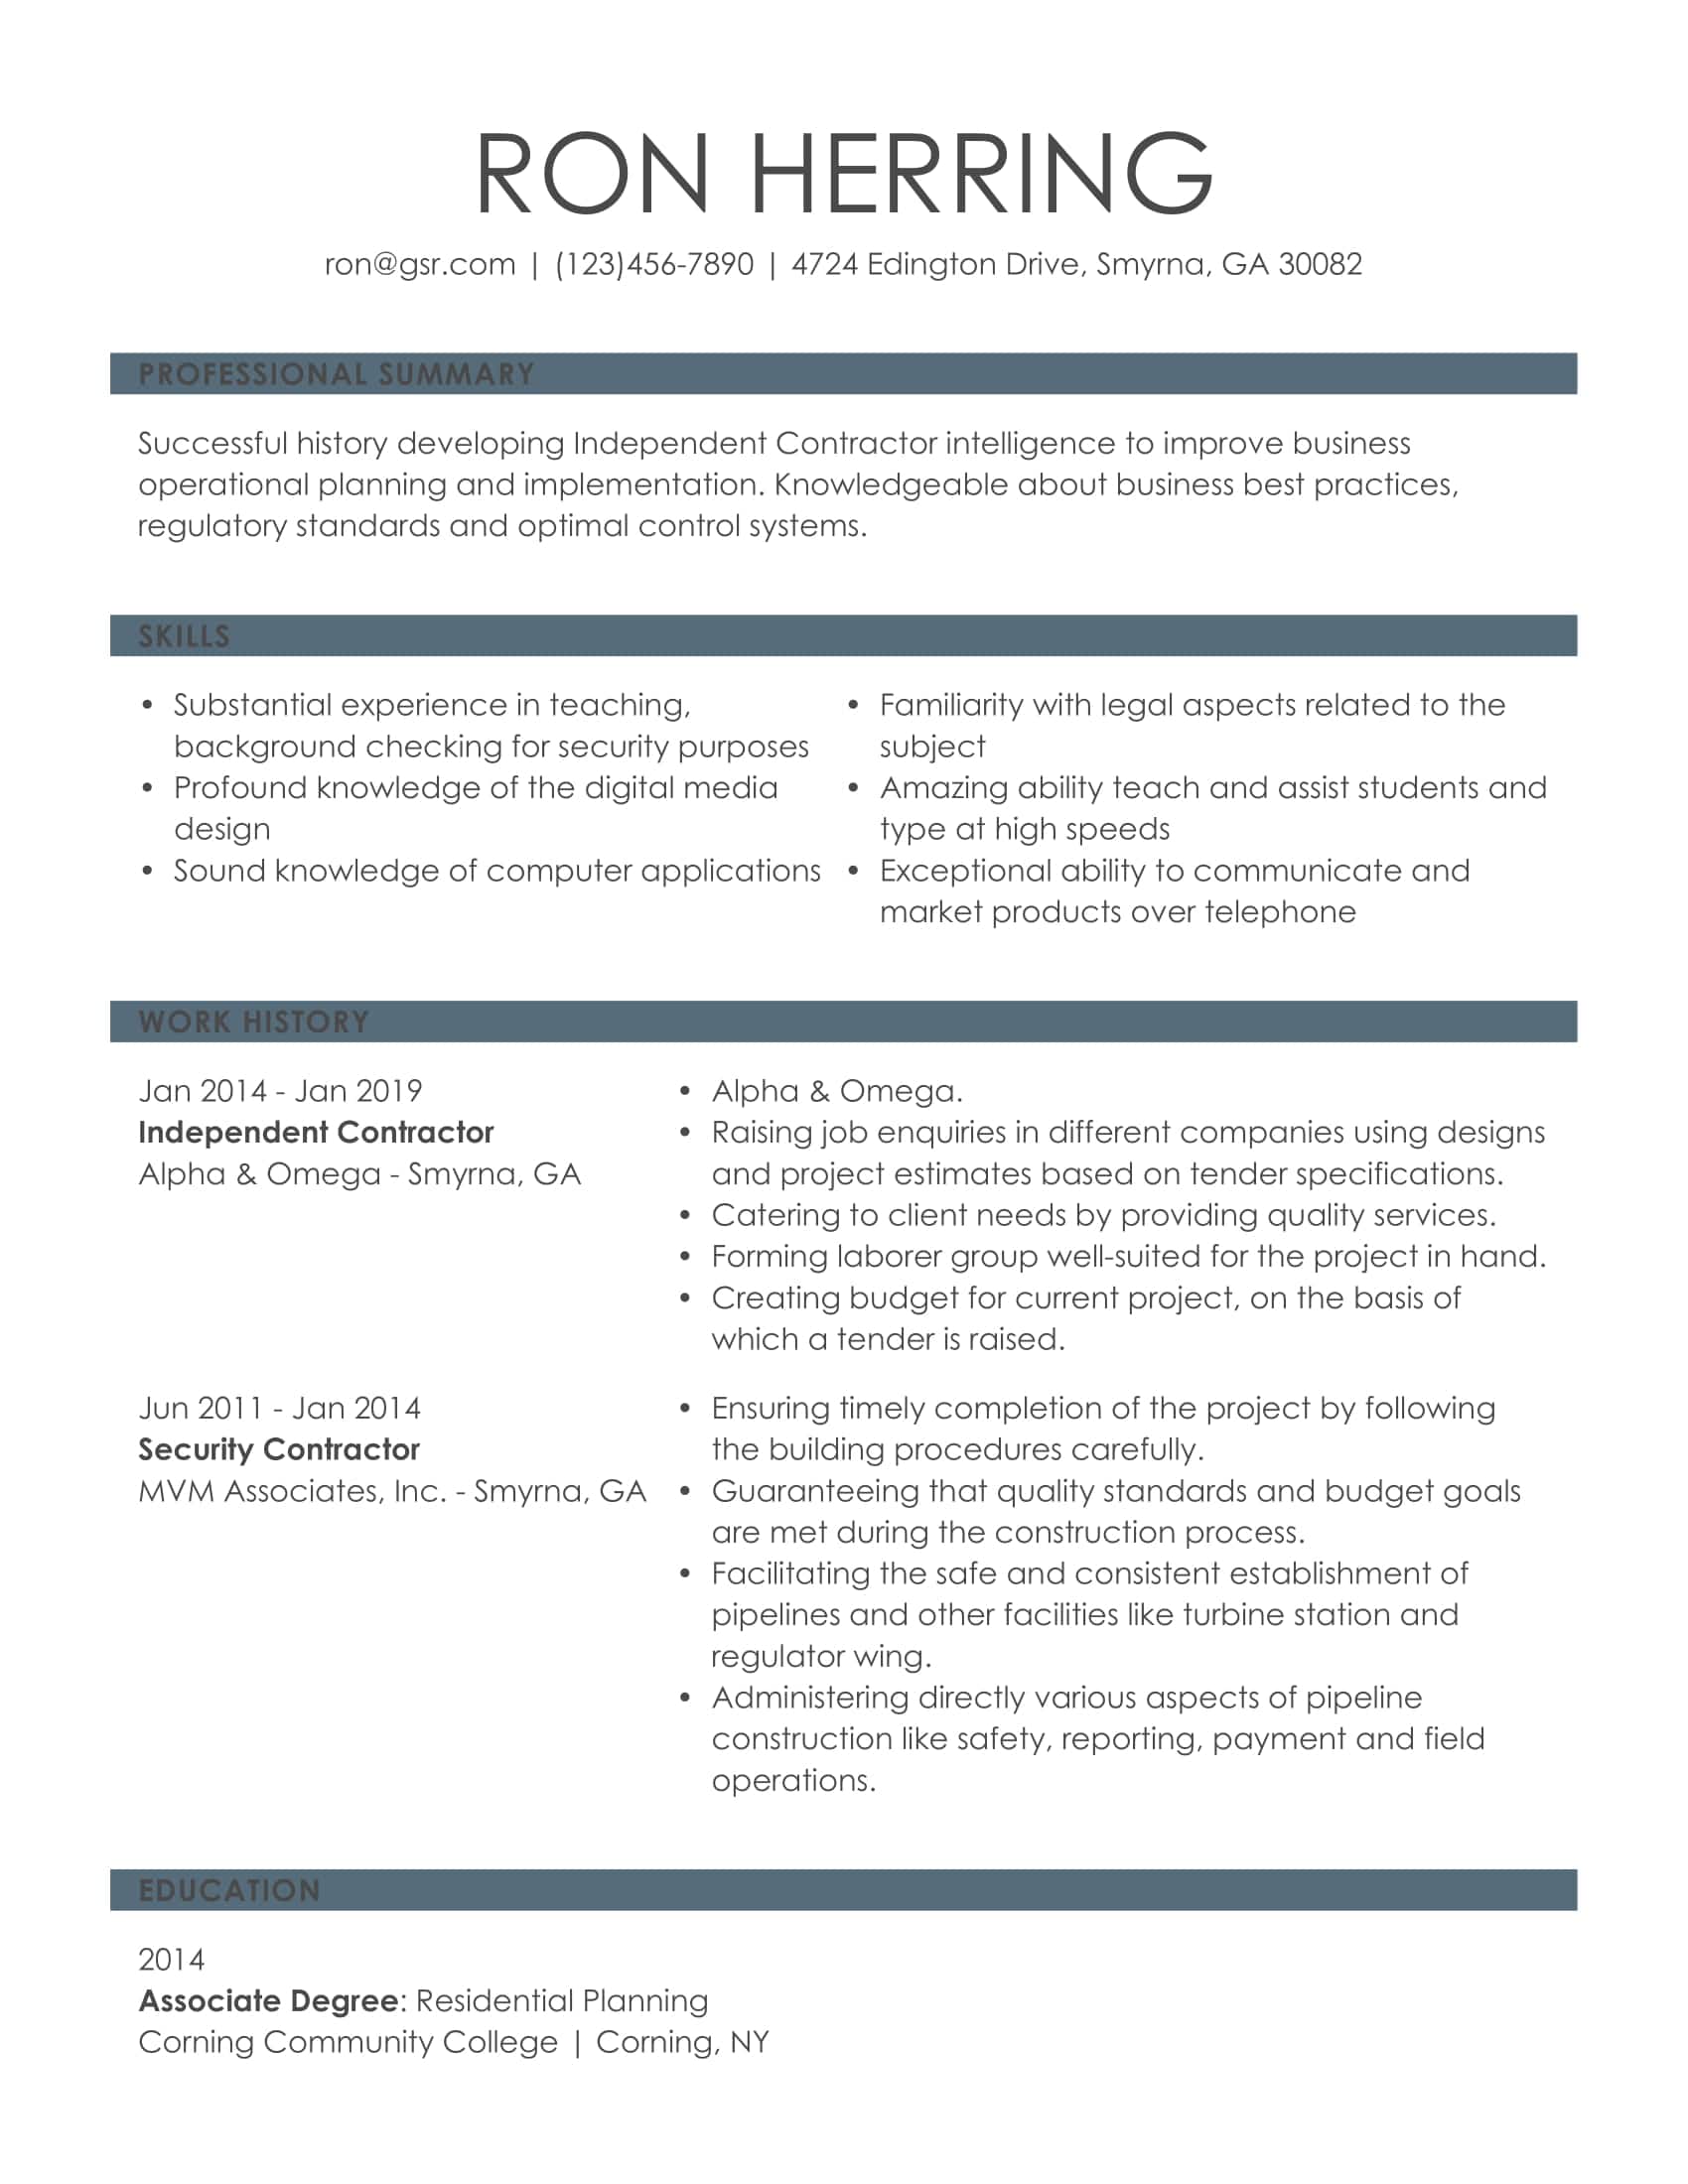 RON HERRING
ron@gsr.com | (123)456-7890 | 4724 Edington Drive, Smyrna, GA 30082
PROFESSIONAL SUMMARY
Successful history developing Independent Contractor intelligence to improve business
operational planning and implementation. Knowledgeable about business best practices,
regulatory standards and optimal control systems.
SKILLS
• Substantial experience in teaching,
background checking for security purposes
• Profound knowledge of the digital media
design
• Sound knowledge of computer applications
• Familiarity with legal aspects related to the
subject
• Amazing ability teach and assist students and
type at high speeds
• Exceptional ability to communicate and
market products over telephone
WORK HISTORY
Jan 2014 - Jan 2019
Independent Contractor
Alpha & Omega - Smyrna, GA
• Alpha & Omega.
• Raising job enquiries in different companies using designs
and project estimates based on tender specifications.
• Catering to client needs by providing quality services.
• Forming laborer group well-suited for the project in hand.
• Creating budget for current project, on the basis of
which a tender is raised.
Jun 2011 - Jan 2014
Security Contractor
MVM Associates, Inc. - Smyrna, GA
• Ensuring timely completion of the project by following
the building procedures carefully.
• Guaranteeing that quality standards and budget goals
are met during the construction process.
• Facilitating the safe and consistent establishment of
pipelines and other facilities like turbine station and
regulator wing.
• Administering directly various aspects of pipeline
construction like safety, reporting, payment and field
operations.
EDUCATION
2014
Associate Degree: Residential Planning
Corning Community College | Corning, NY